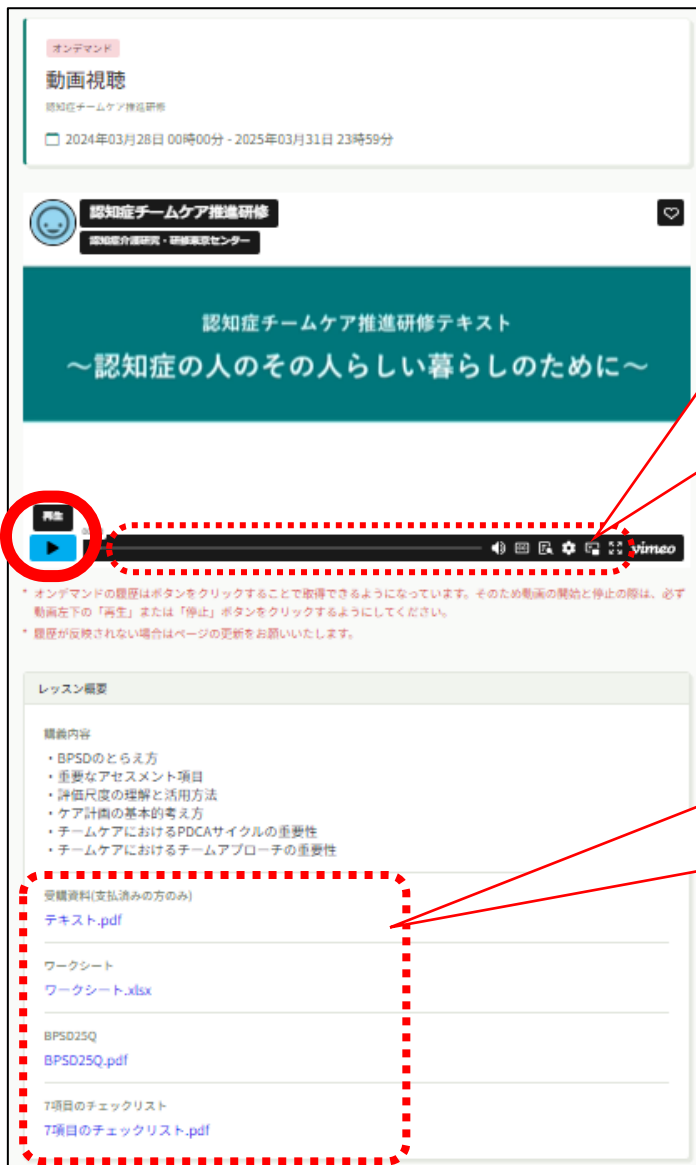 オンデマンド
動画視聴
認知症チームケア推進研修
2024年03月28日 00時00分 - 2025年03月31日 23時59分
認知症チームケア推進研修
認知症介護研究・研修東京センター
認知症チームケア推進研修テキスト
～認知症の人のその人らしい暮らしのために～
再生
vimeo
* オンデマンドの履歴はボタンをクリックすることで取得できるようになっています。そのため動画の開始と停止の際は、必ず
動画左下の「再生」または「停止」ボタンをクリックするようにしてください。
* 履歴が反映されない場合はページの更新をお願いいたします。
レッスン概要
講義内容
・BPSDのとらえ方
・重要なアセスメント項目
・評価尺度の理解と活用方法
・ケア計画の基本的考え方
・チームケアにおけるPDCAサイクルの重要性
・チームケアにおけるチームアプローチの重要性
受講資料(支払済みの方のみ)
テキスト.pdf
ワークシート
ワークシート.xlsx
BPSD25Q
BPSD25Q.pdf
7項目のチェックリスト
7項目のチェックリスト.pdf